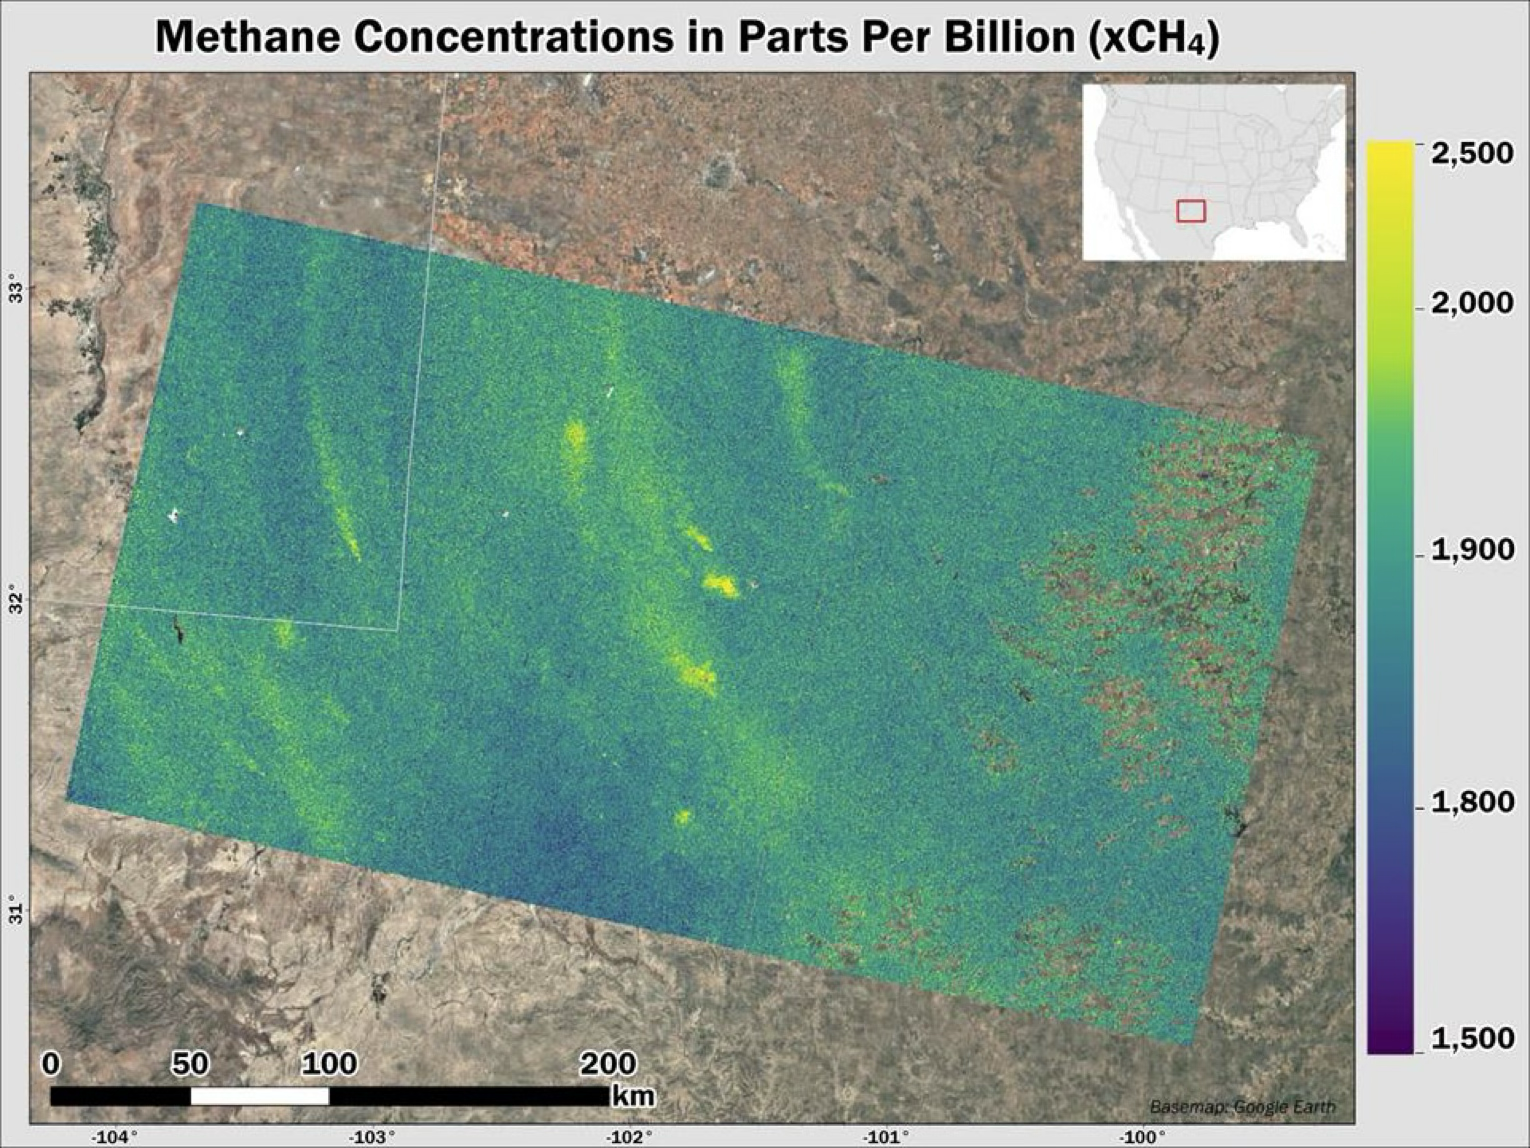 Methane Concentrations in Parts Per Billion (xCH₄)
2,500
2,000
1,900
1,800
1,500
33°
32°
31°
0 50 100 200
km
Basemap: Google Earth
-104° -103° -102° -101° -100°